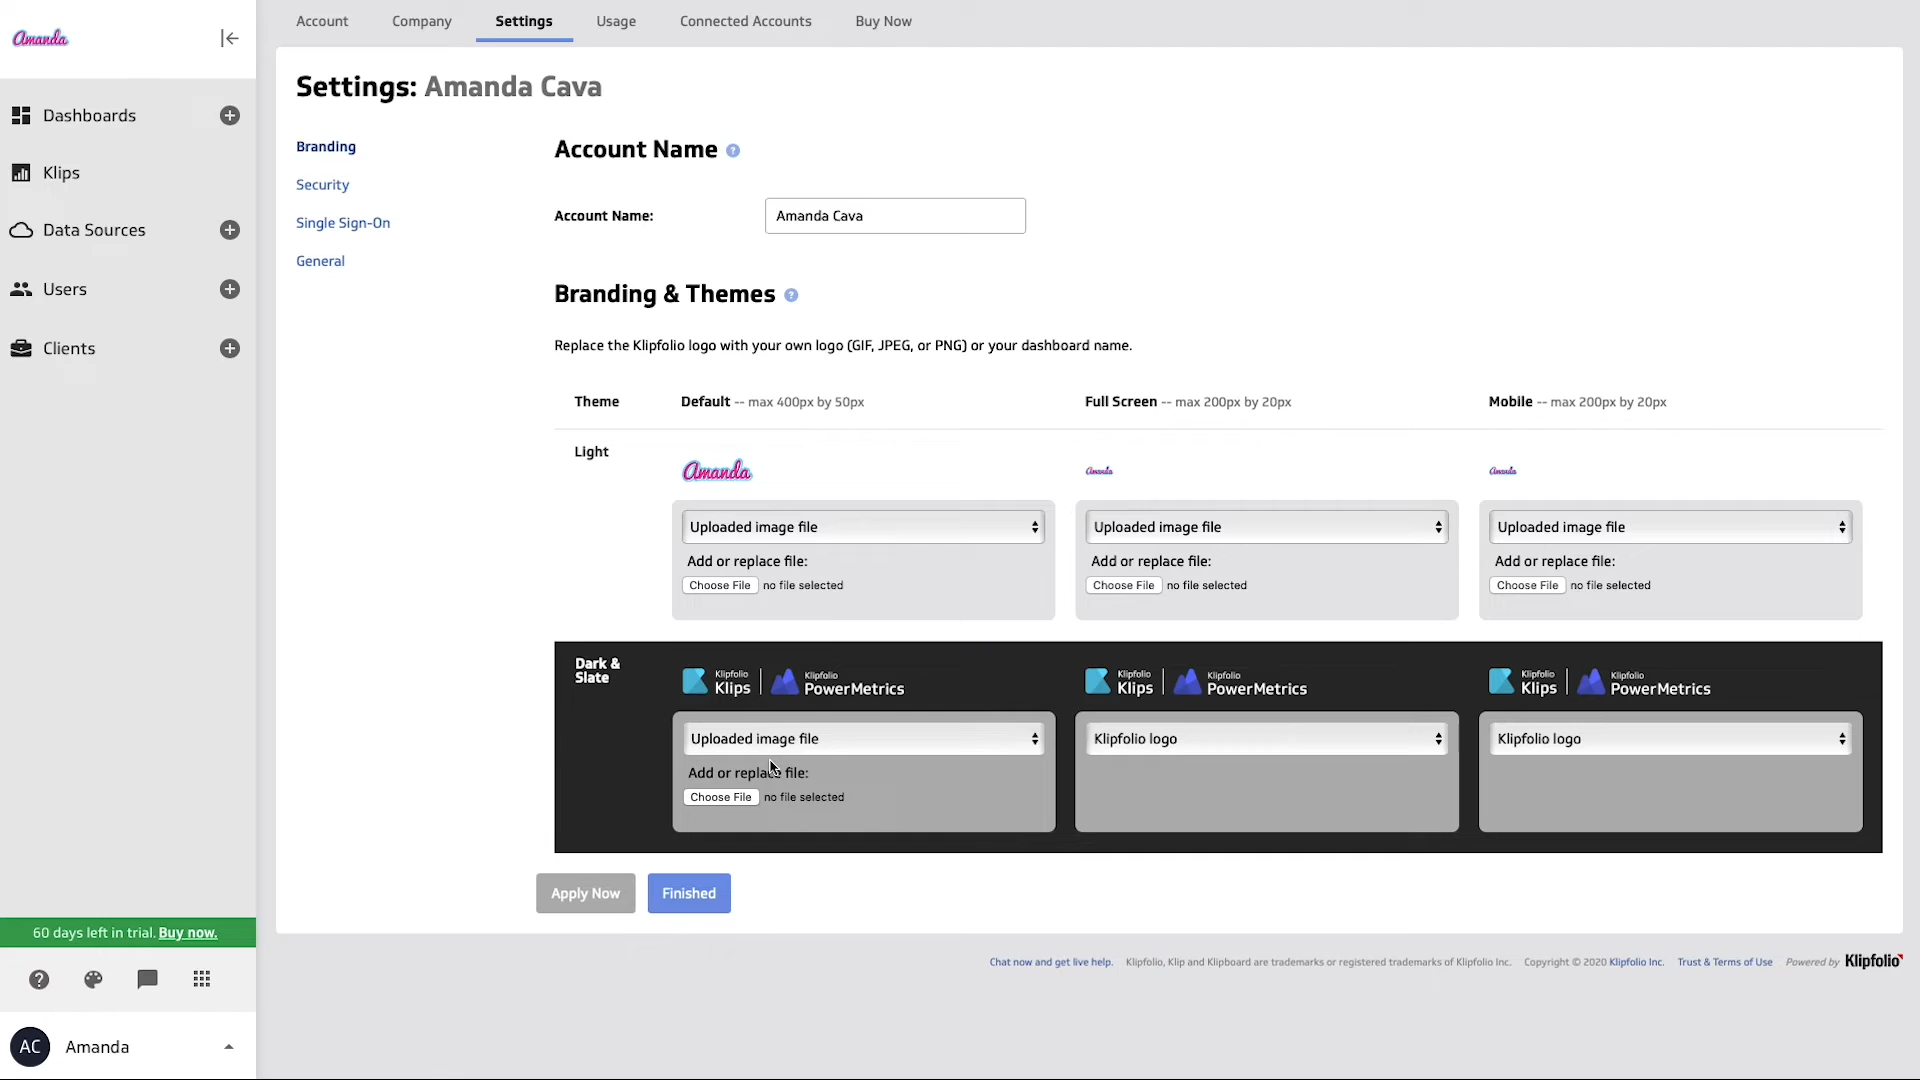 Amanda
Dashboards
Klips
Data Sources
Users
Clients
60 days left in trial. Buy now.
AC
Amanda
Account
Company
Settings
Usage
Connected Accounts
Buy Now
Settings: Amanda Cava
Branding
Security
Single Sign-On
General
Account Name ?
Account Name:
Amanda Cava
Branding & Themes ?
Replace the Klipfolio logo with your own logo (GIF, JPEG, or PNG) or your dashboard name.
Theme
Default -- max 400px by 50px
Full Screen -- max 200px by 20px
Mobile -- max 200px by 20px
Light
Amanda
Amanda
Amanda
Uploaded image file
Uploaded image file
Uploaded image file
Add or replace file:
Add or replace file:
Add or replace file:
Choose File no file selected
Choose File no file selected
Choose File no file selected
Dark &
Slate
Klipfolio
Klips
Klipfolio
PowerMetrics
Klipfolio
Klips
Klipfolio
PowerMetrics
Klipfolio
Klips
Klipfolio
PowerMetrics
Uploaded image file
Klipfolio logo
Klipfolio logo
Add or replace file:
Choose File no file selected
Apply Now
Finished
Chat now and get live help. Klipfolio, Klip and Klipboard are trademarks or registered trademarks of Klipfolio Inc. Copyright © 2020 Klipfolio Inc. Trust & Terms of Use Powered by Klipfolio